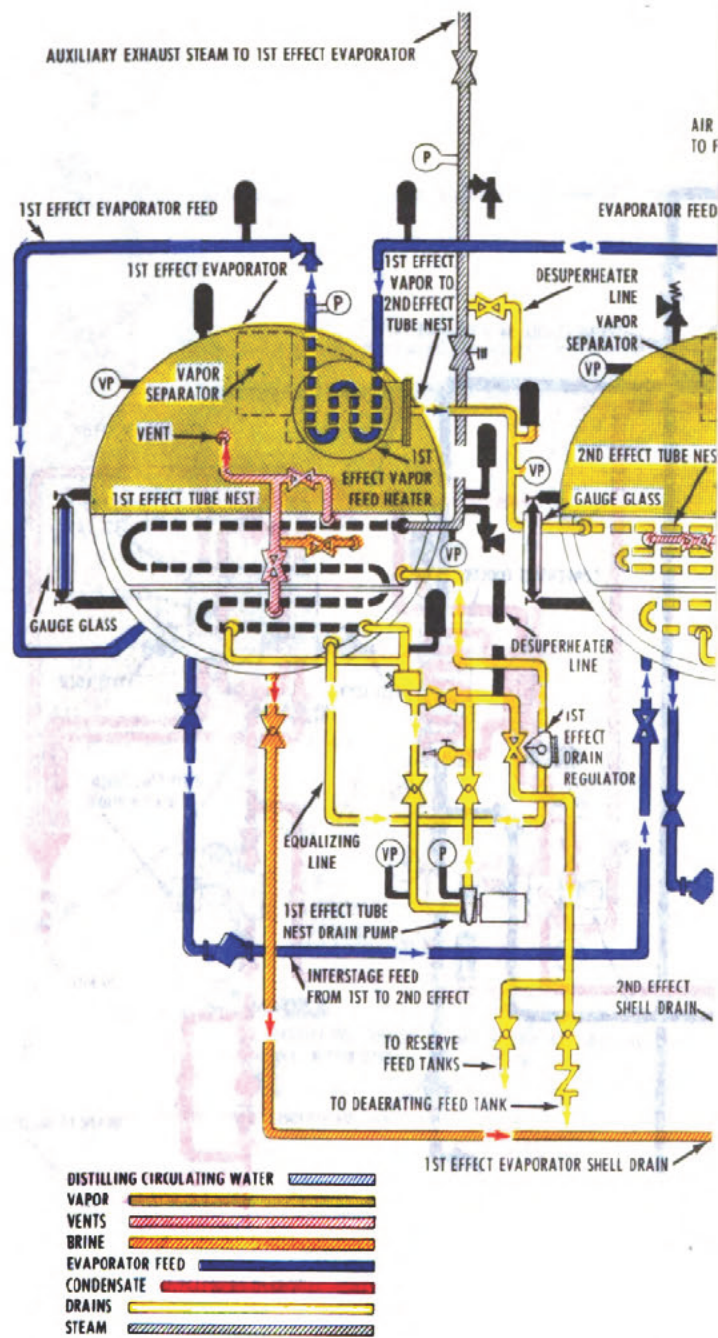 AUXILIARY EXHAUST STEAM TO 1ST EFFECT EVAPORATOR
AIR
TO
P
1ST EFFECT EVAPORATOR FEED
EVAPORATOR FEED
1ST EFFECT EVAPORATOR
P
1ST EFFECT
VAPOR TO
2ND EFFECT
TUBE NEST
DESUPERHEATER
LINE
VAPOR
SEPARATOR
VP
VAPOR
SEPARATOR
VP
VENT
1ST
EFFECT VAPOR
FEED HEATER
1ST EFFECT TUBE NEST
2ND EFFECT TUBE NES
VP
GAUGE GLASS
VP
GAUGE GLASS
DESUPERHEATER
LINE
1ST
EFFECT
DRAIN
REGULATOR
EQUALIZING
LINE
VP
P
1ST EFFECT TUBE
NEST DRAIN PUMP
INTERSTAGE FEED
FROM 1ST TO 2ND EFFECT
2ND EFFECT
SHELL DRAIN
TO RESERVE
FEED TANKS
TO DEAERATING FEED TANK
1ST EFFECT EVAPORATOR SHELL DRAIN
DISTILLING CIRCULATING WATER
VAPOR
VENTS
BRINE
EVAPORATOR FEED
CONDENSATE
DRAINS
STEAM